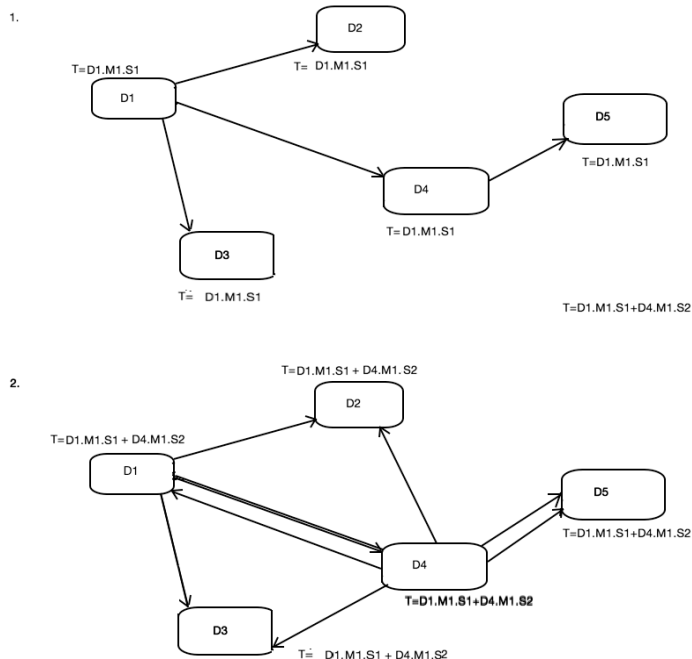 1.
D2
T=D1.M1.S1
T= D1.M1.S1
D1
D5
T=D1.M1.S1
D4
T=D1.M1.S1
D3
T= D1.M1.S1
T=D1.M1.S1+D4.M1.S2
2.
T=D1.M1.S1 + D4.M1.S2
D2
T=D1.M1.S1 + D4.M1.S2
D1
D5
T=D1.M1.S1+D4.M1.S2
D4
T=D1.M1.S1+D4.M1.S2
D3
T= D1.M1.S1 + D4.M1.S2